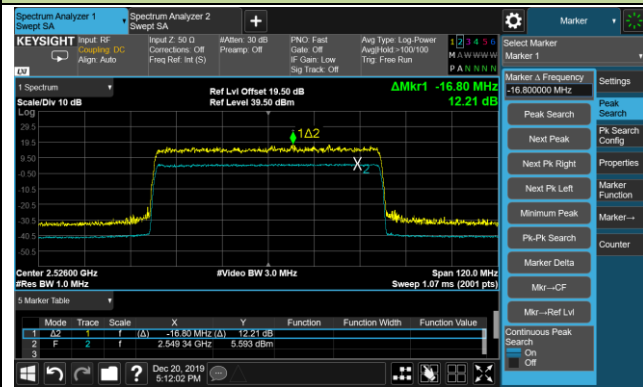 Spectrum Analyzer 1
Swept SA
Spectrum Analyzer 2
Swept SA
+
Marker
KEYSIGHT
Input: RF
Coupling: DC
Align: Auto
Input Z: 50 Ω
Corrections: Off
Freq Ref: Int (S)
#Atten: 30 dB
Preamp: Off
PNO: Fast
Gate: Off
IF Gain: Low
Sig Track: Off
Avg Type: Log-Power
Avg|Hold:>100/100
Trig: Free Run
1 2 3 4 5 6
M A W W W W
P A N N N N
LXI
Select Marker
Marker 1
Marker Δ Frequency
-16.800000 MHz
Peak Search
Next Peak
Next Pk Right
Next Pk Left
Minimum Peak
Pk-Pk Search
Marker Delta
Mkr→CF
Mkr→Ref Lvl
Continuous Peak
Search
On
Off
Settings
Peak
Search
Pk Search
Config
Properties
Marker
Function
Marker→
Counter
1 Spectrum
Scale/Div 10 dB
Ref Lvl Offset 19.50 dB
Ref Level 39.50 dBm
ΔMkr1 -16.80 MHz
12.21 dB
Log
29.5
19.5
9.50
-0.50
-10.5
-20.5
-30.5
-40.5
-50.5
1Δ2
X2
Center 2.52600 GHz
#Res BW 1.0 MHz
#Video BW 3.0 MHz
Span 120.0 MHz
Sweep 1.07 ms (2001 pts)
5 Marker Table
Mode Trace Scale X Y Function Function Width Function Value
1 Δ2 1 f (Δ) -16.80 MHz (Δ) 12.21 dB
2 F 2 f 2.549 34 GHz 5.593 dBm
3
?
Dec 20, 2019
5:12:02 PM